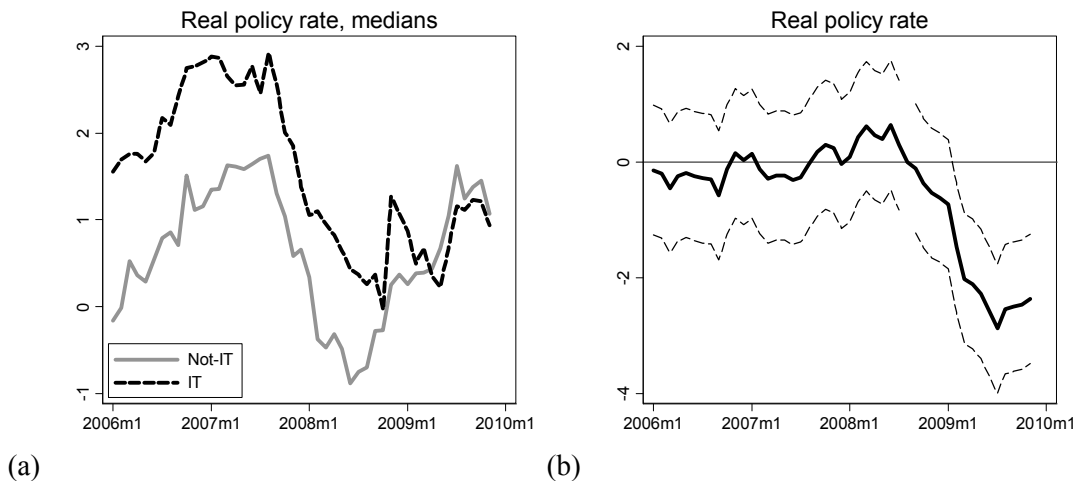 Real policy rate, medians
3
2
1
0
-1
Not-IT
IT
2006m1 2007m1 2008m1 2009m1 2010m1
(a)
Real policy rate
2
0
-2
-4
2006m1 2007m1 2008m1 2009m1 2010m1
(b)